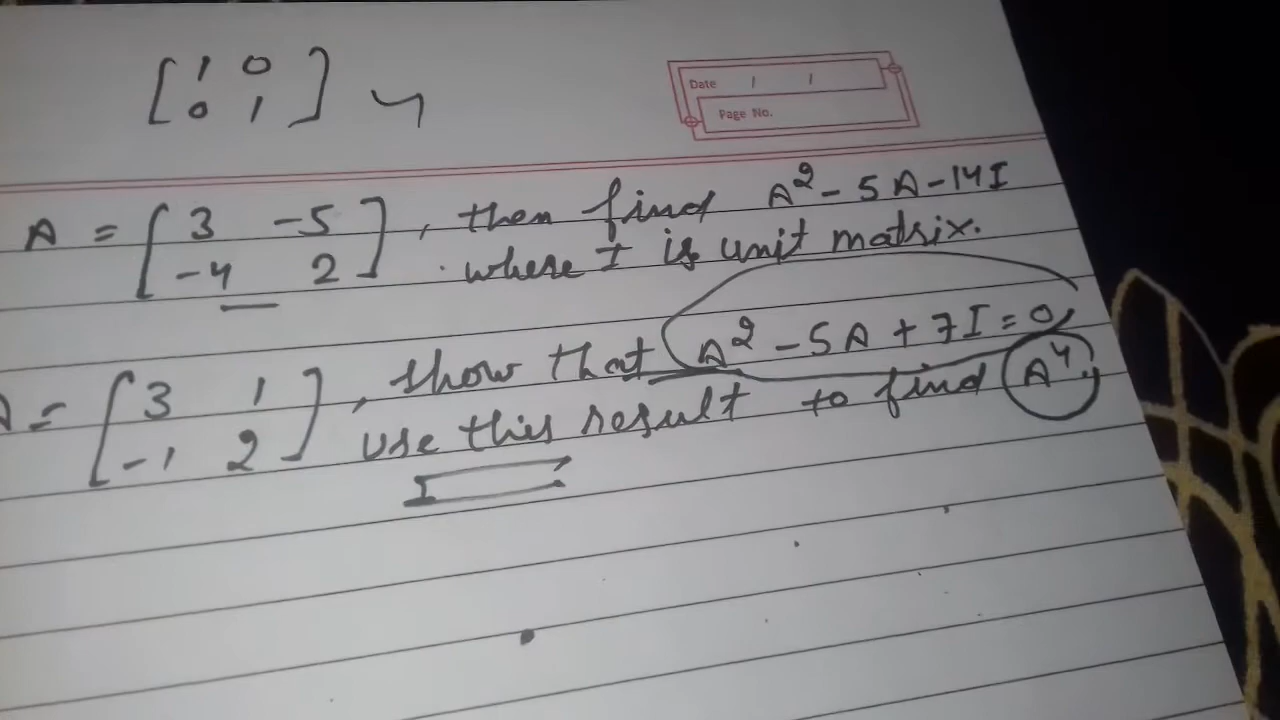 [1 0
0 1]
Date / /
Page No.
A = [3 -5
-4 2], then find A² - 5A - 14I
where I is unit matrix.
A = [3 1
-1 2], show that A² - 5A + 7I = 0,
use this result to find A⁴.
I